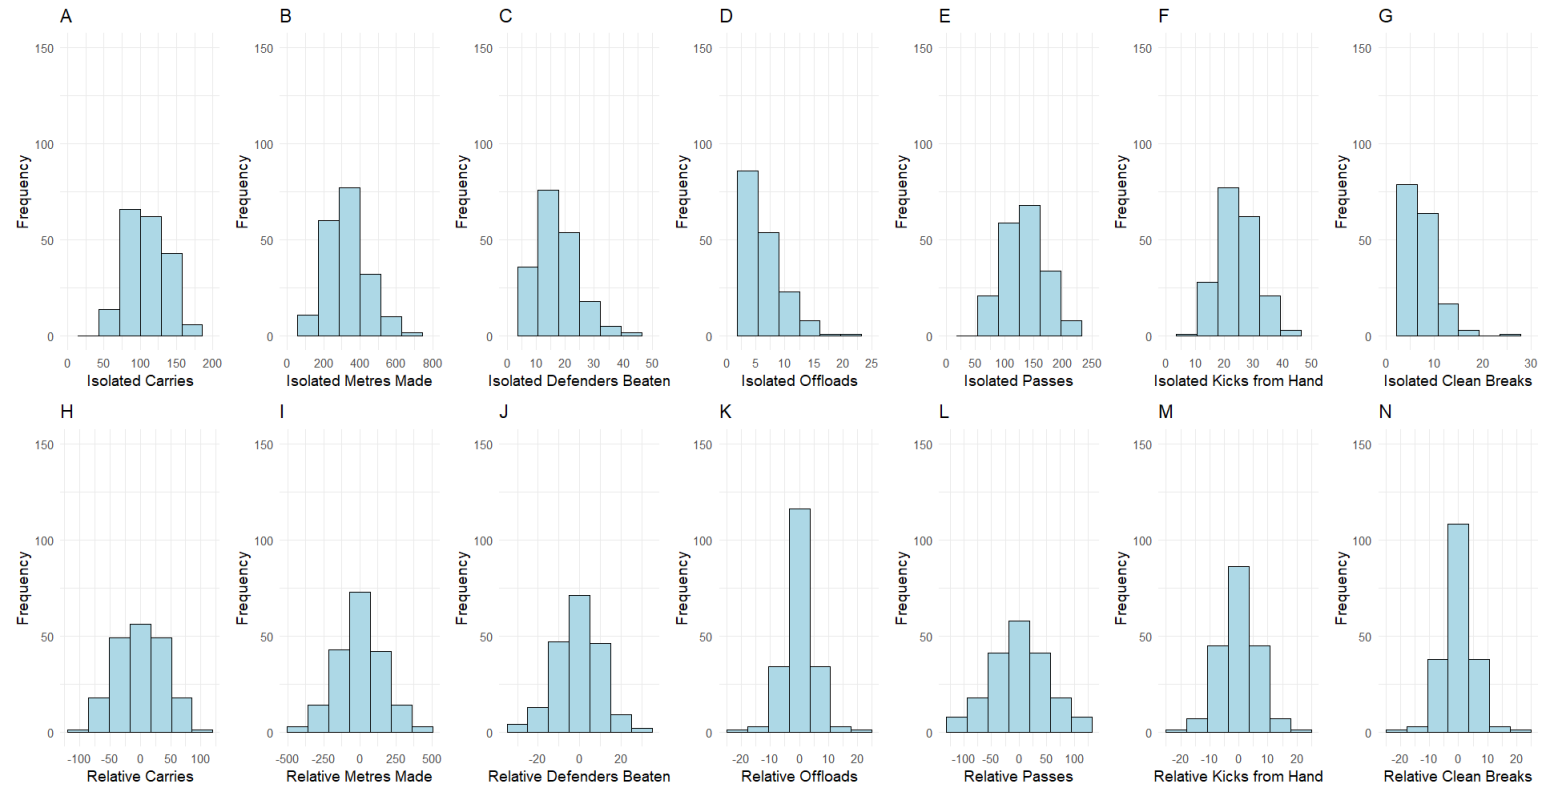 A B C D E F G
150 150 150 150 150 150 150
100 100 100 100 100 100 100
Frequency Frequency Frequency Frequency Frequency Frequency Frequency
50 50 50 50 50 50 50
0 0 0 0 0 0 0
0 50 100 150 200 0 200 400 600 800 0 10 20 30 40 50 0 5 10 15 20 25 0 50 100 150 200 250 0 10 20 30 40 50 0 10 20 30
Isolated Carries Isolated Metres Made Isolated Defenders Beaten Isolated Offloads Isolated Passes Isolated Kicks from Hand Isolated Clean Breaks
H I J K L M N
150 150 150 150 150 150 150
100 100 100 100 100 100 100
Frequency Frequency Frequency Frequency Frequency Frequency Frequency
50 50 50 50 50 50 50
0 0 0 0 0 0 0
-100 -50 0 50 100 -500 -250 0 250 500 -20 0 20 -20 -10 0 10 20 -100 -50 0 50 100 -20 -10 0 10 20 -20 -10 0 10 20
Relative Carries Relative Metres Made Relative Defenders Beaten Relative Offloads Relative Passes Relative Kicks from Hand Relative Clean Breaks